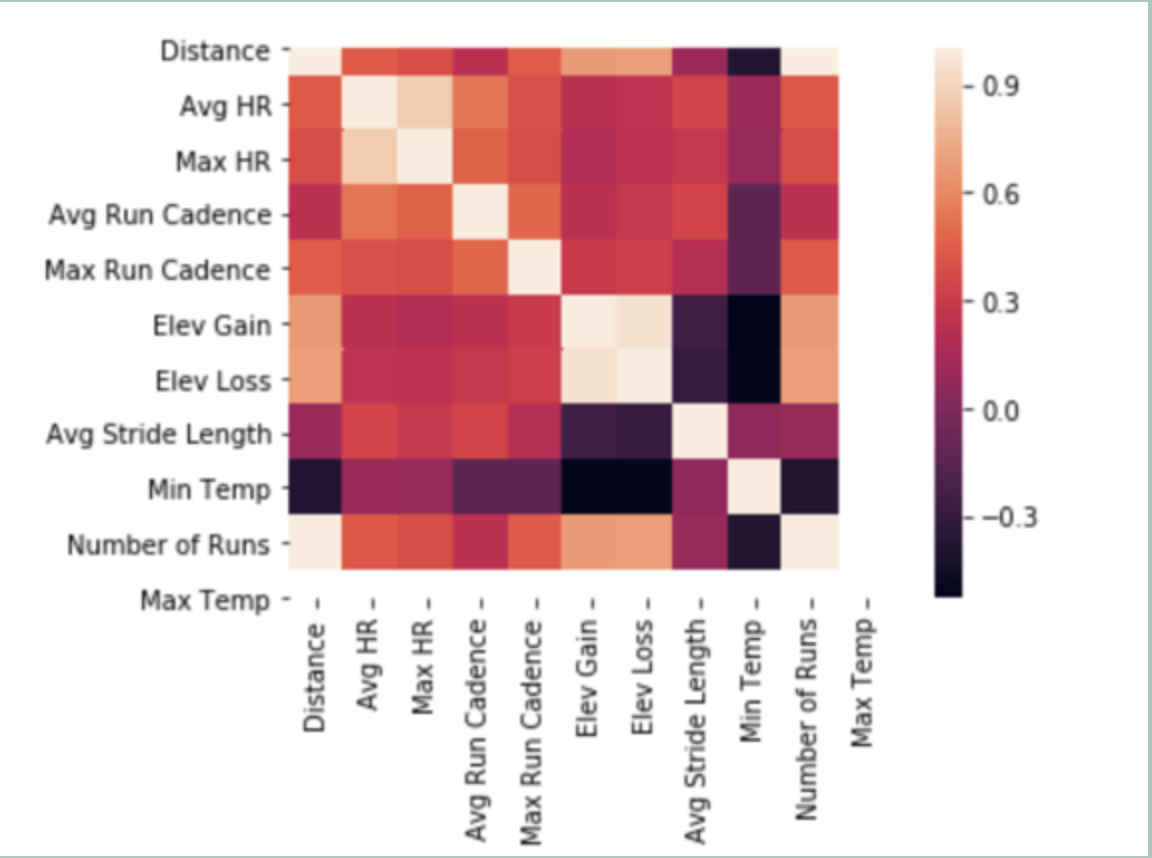 Distance
Avg HR
Max HR
Avg Run Cadence
Max Run Cadence
Elev Gain
Elev Loss
Avg Stride Length
Min Temp
Number of Runs
Max Temp
Distance
Avg HR
Max HR
Avg Run Cadence
Max Run Cadence
Elev Gain
Elev Loss
Avg Stride Length
Min Temp
Number of Runs
Max Temp
0.9
0.6
0.3
0.0
−0.3